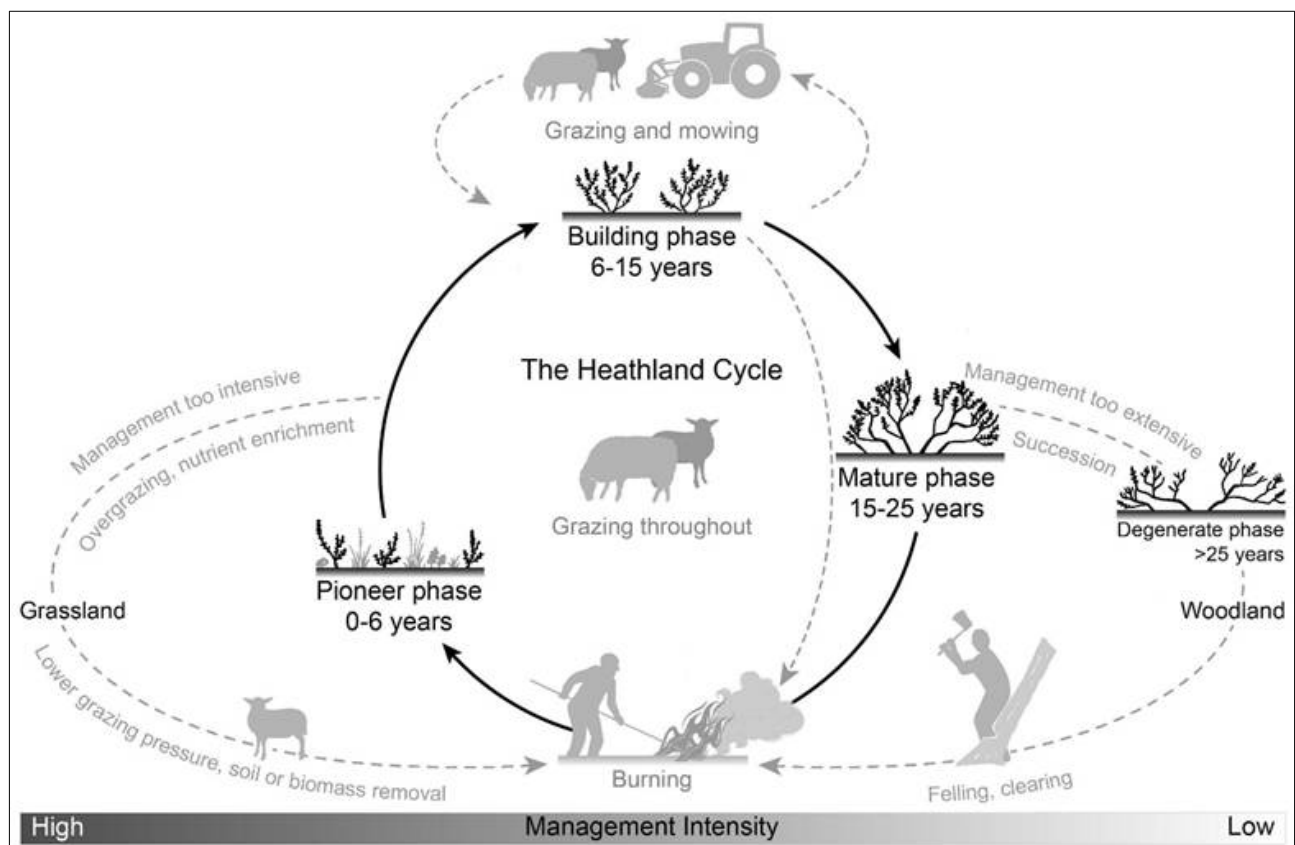 Grazing and mowing
Building phase
6-15 years
The Heathland Cycle
Grazing throughout
Management too intensive
Overgrazing, nutrient enrichment
Management too extensive
Succession
Mature phase
15-25 years
Degenerate phase
>25 years
Pioneer phase
0-6 years
Grassland
Woodland
Lower grazing pressure, soil or biomass removal
Burning
Felling, clearing
High
Management Intensity
Low